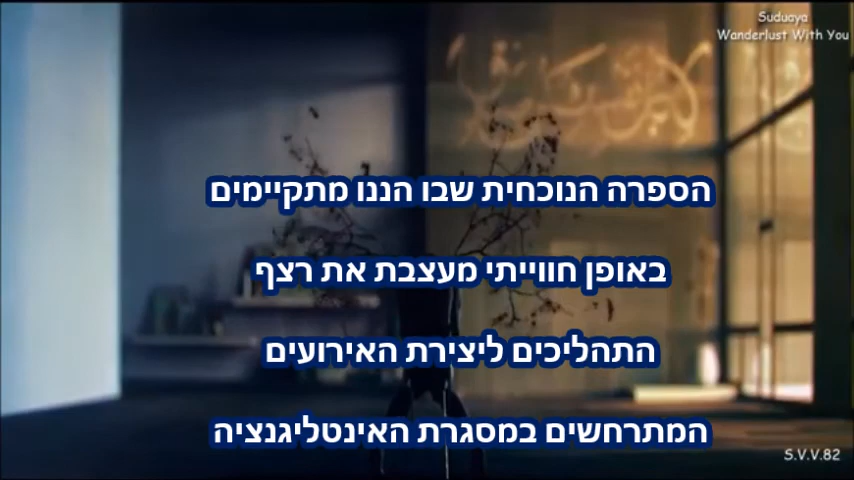 Suduaya
Wanderlust With You
הספרה הנוכחית שבו הננו מתקיימים
באופן חווייתי מעצבת את רצף
התהליכים ליצירת האירועים
המתרחשים במסגרת האינטליגנציה
S.V.V.82